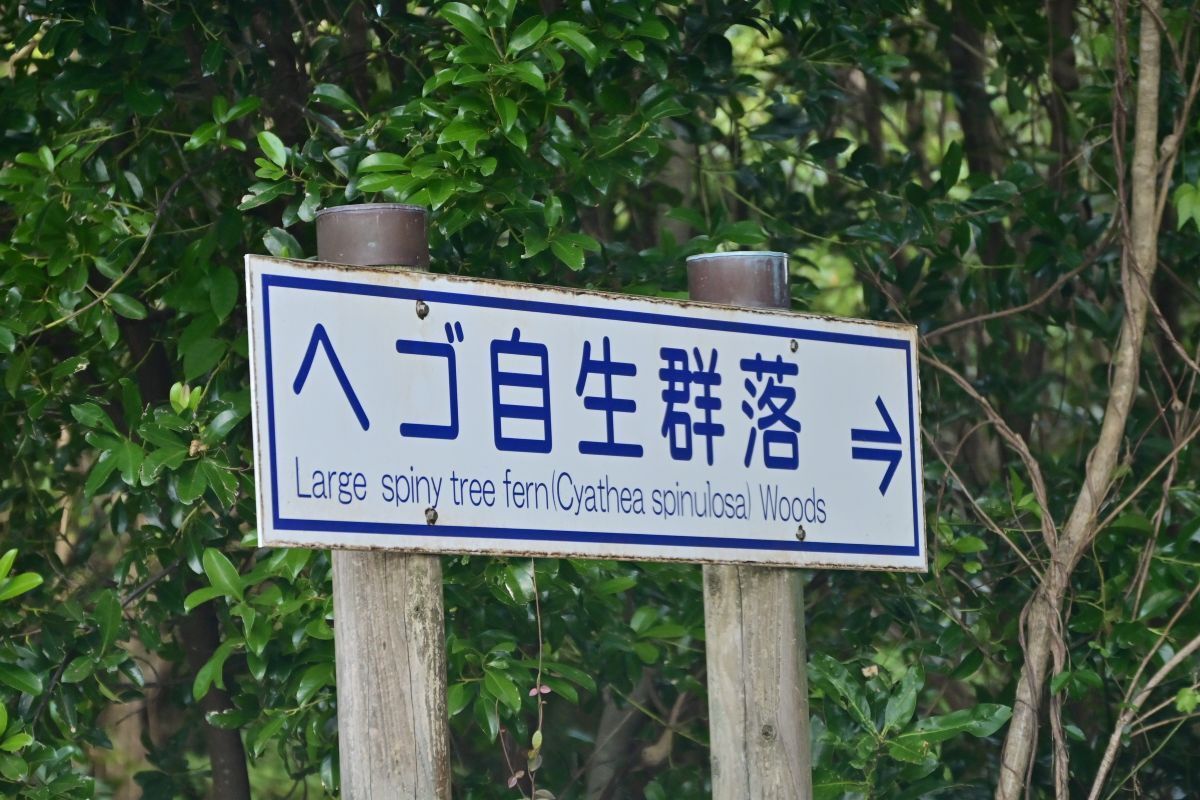 ヘゴ自生群落 ⇒
Large spiny tree fern(Cyathea spinulosa) Woods